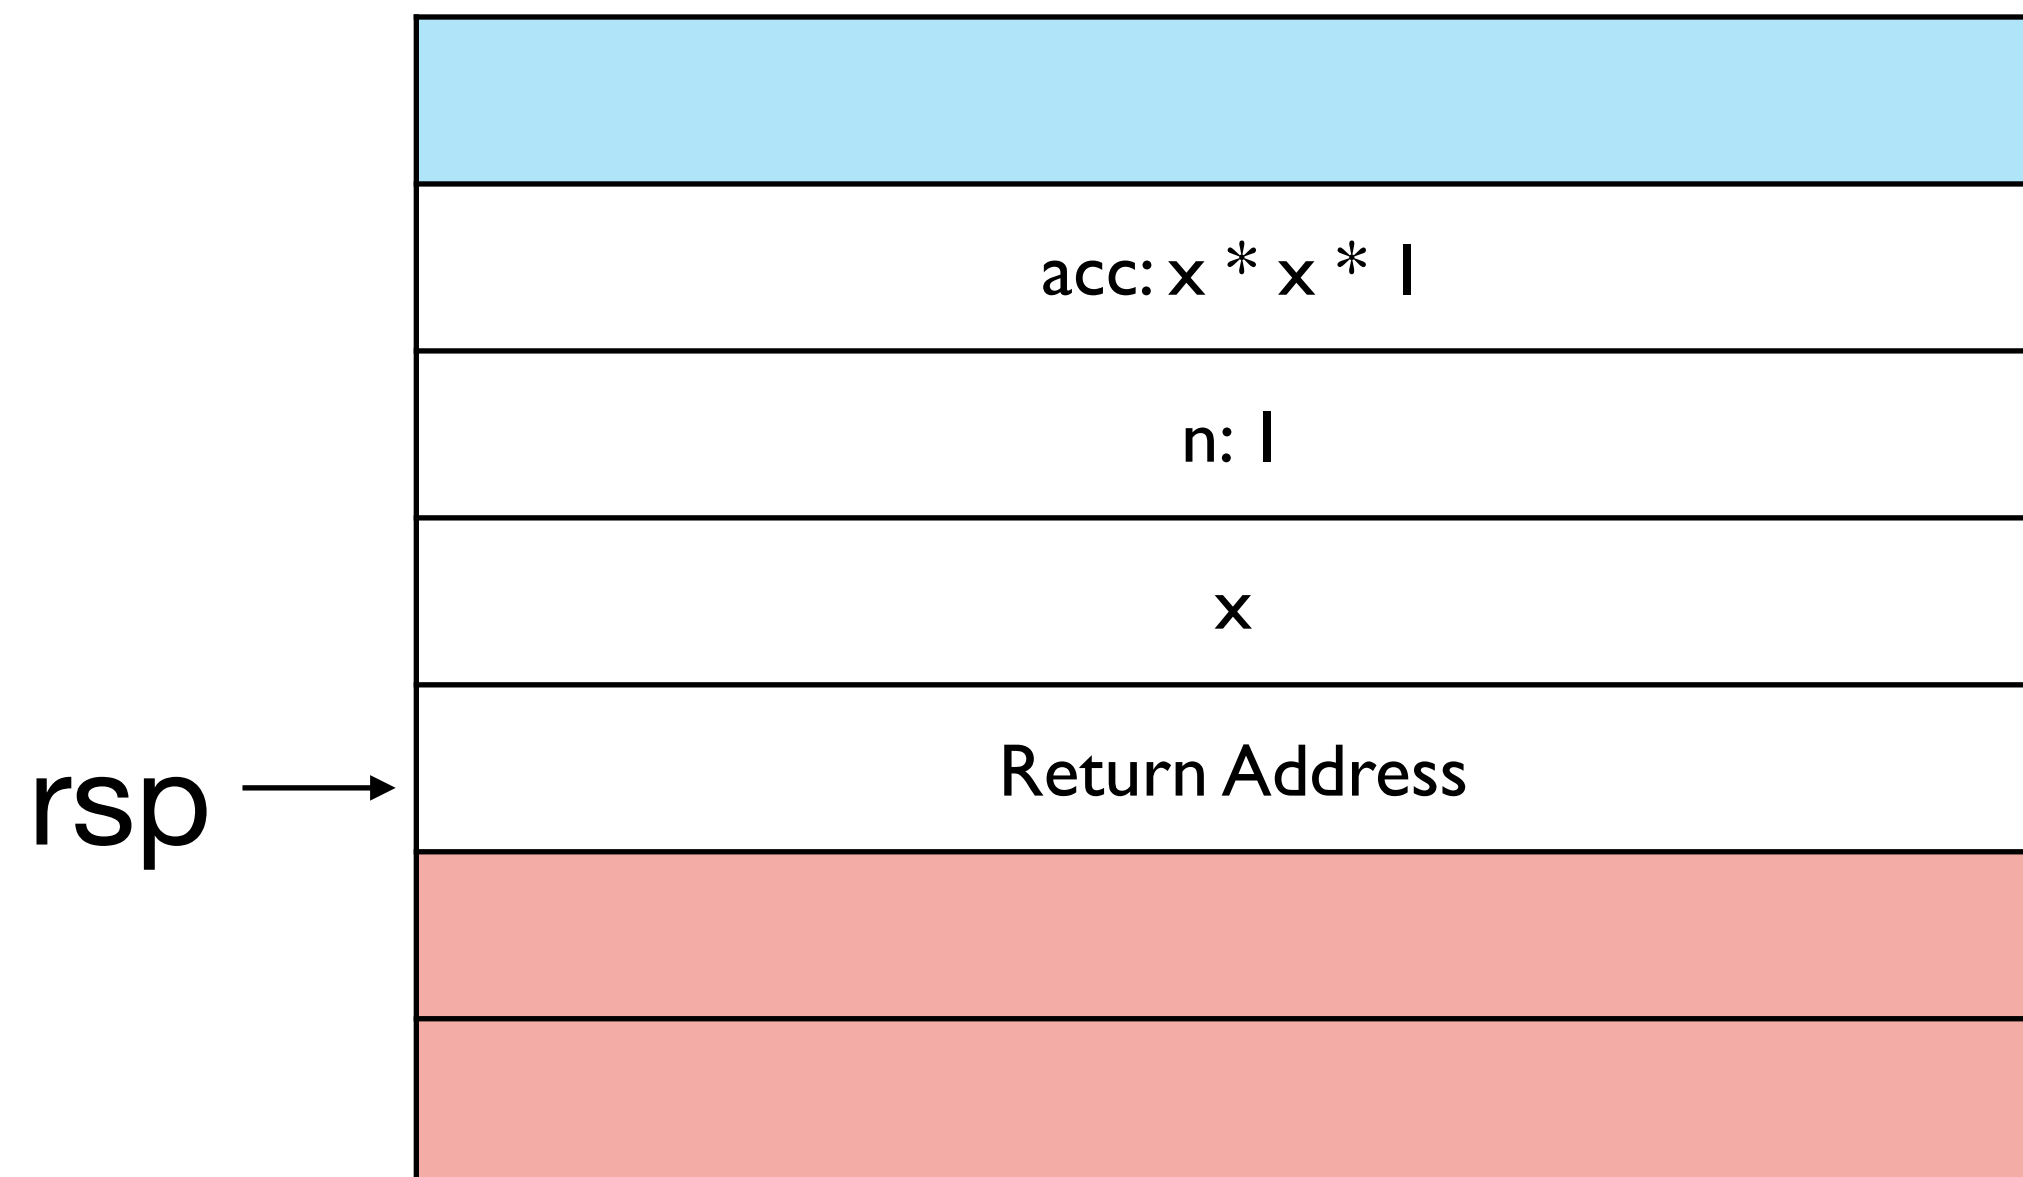 acc: x * x * 1
n: 1
x
rsp
Return Address